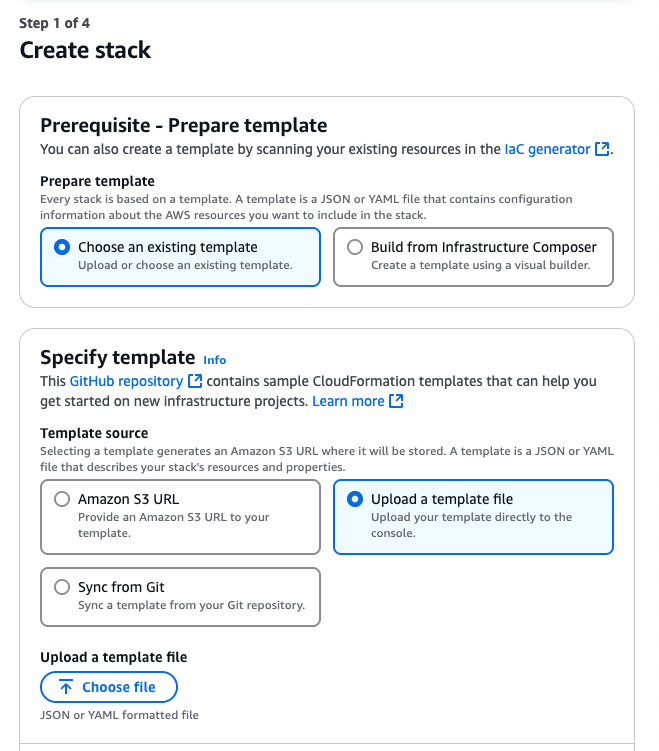 Step 1 of 4
Create stack
Prerequisite - Prepare template
You can also create a template by scanning your existing resources in the IaC generator.
Prepare template
Every stack is based on a template. A template is a JSON or YAML file that contains configuration
information about the AWS resources you want to include in the stack.
Choose an existing template
Upload or choose an existing template.
Build from Infrastructure Composer
Create a template using a visual builder.
Specify template Info
This GitHub repository contains sample CloudFormation templates that can help you
get started on new infrastructure projects. Learn more
Template source
Selecting a template generates an Amazon S3 URL where it will be stored. A template is a JSON or YAML
file that describes your stack's resources and properties.
Amazon S3 URL
Provide an Amazon S3 URL to your
template.
Upload a template file
Upload your template directly to the
console.
Sync from Git
Sync a template from your Git repository.
Upload a template file
Choose file
JSON or YAML formatted file